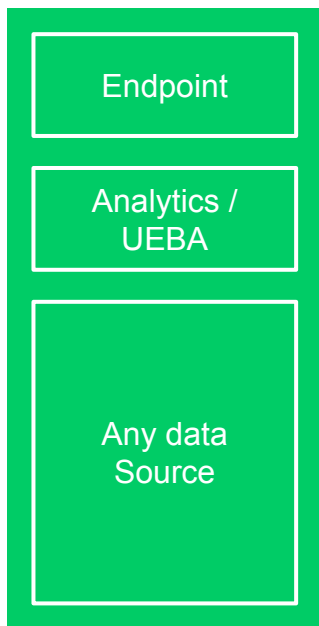 Endpoint
Analytics /
UEBA
Any data
Source